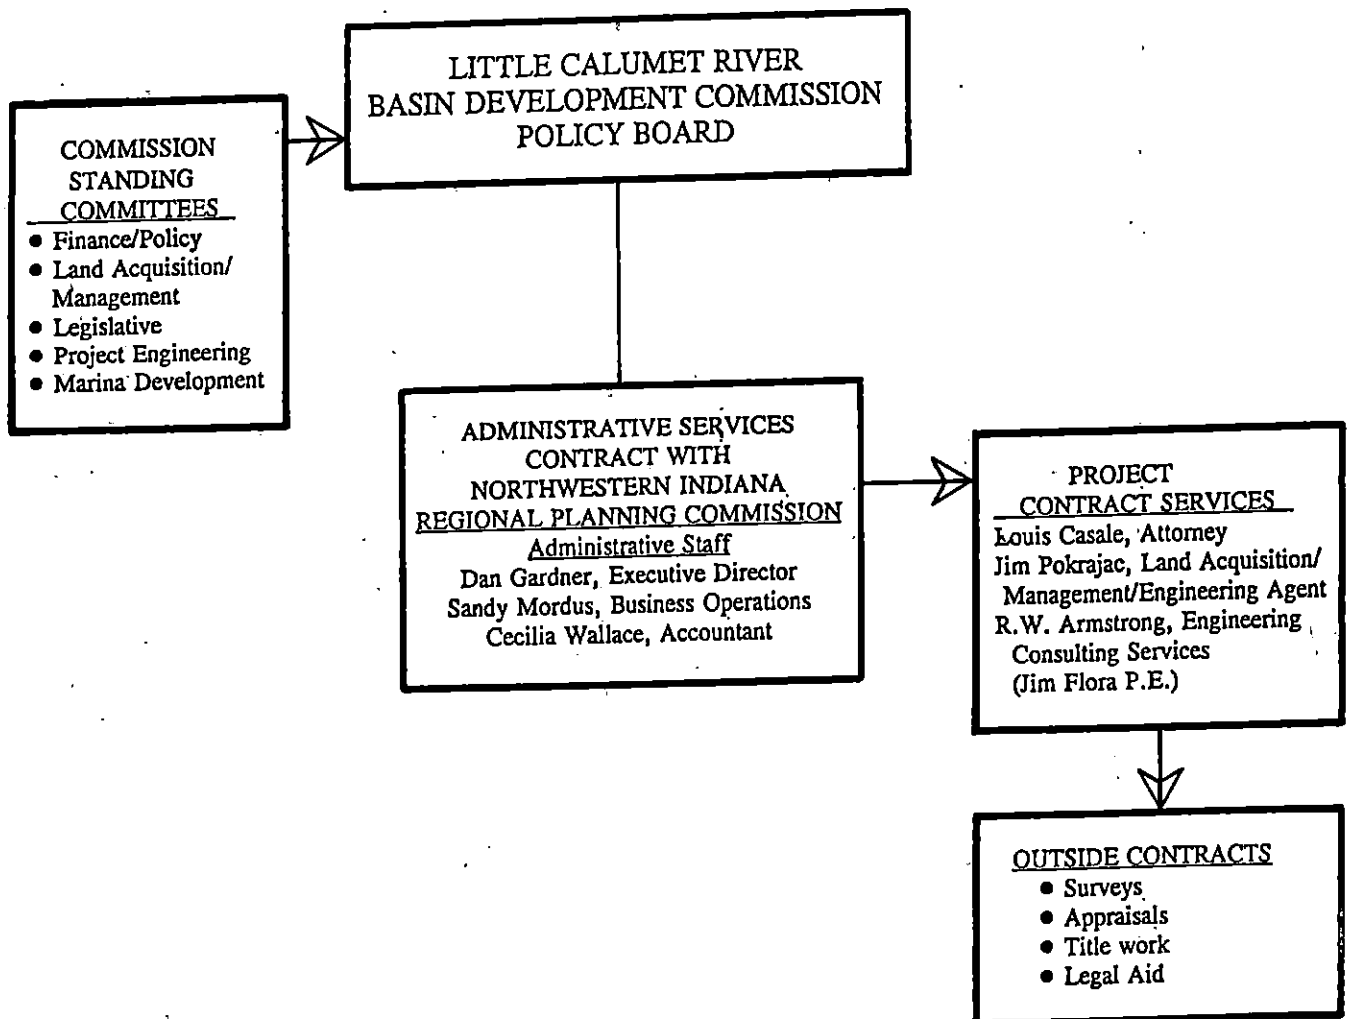 LITTLE CALUMET RIVER
BASIN DEVELOPMENT COMMISSION
POLICY BOARD
COMMISSION
STANDING
COMMITTEES
● Finance/Policy
● Land Acquisition/
Management
● Legislative
● Project Engineering
● Marina Development
ADMINISTRATIVE SERVICES
CONTRACT WITH
NORTHWESTERN INDIANA
REGIONAL PLANNING COMMISSION
Administrative Staff
Dan Gardner, Executive Director
Sandy Mordus, Business Operations
Cecilia Wallace, Accountant
PROJECT
CONTRACT SERVICES
Louis Casale, Attorney
Jim Pokrajac, Land Acquisition/
Management/Engineering Agent
R.W. Armstrong, Engineering
Consulting Services
(Jim Flora P.E.)
OUTSIDE CONTRACTS
● Surveys
● Appraisals
● Title work
● Legal Aid